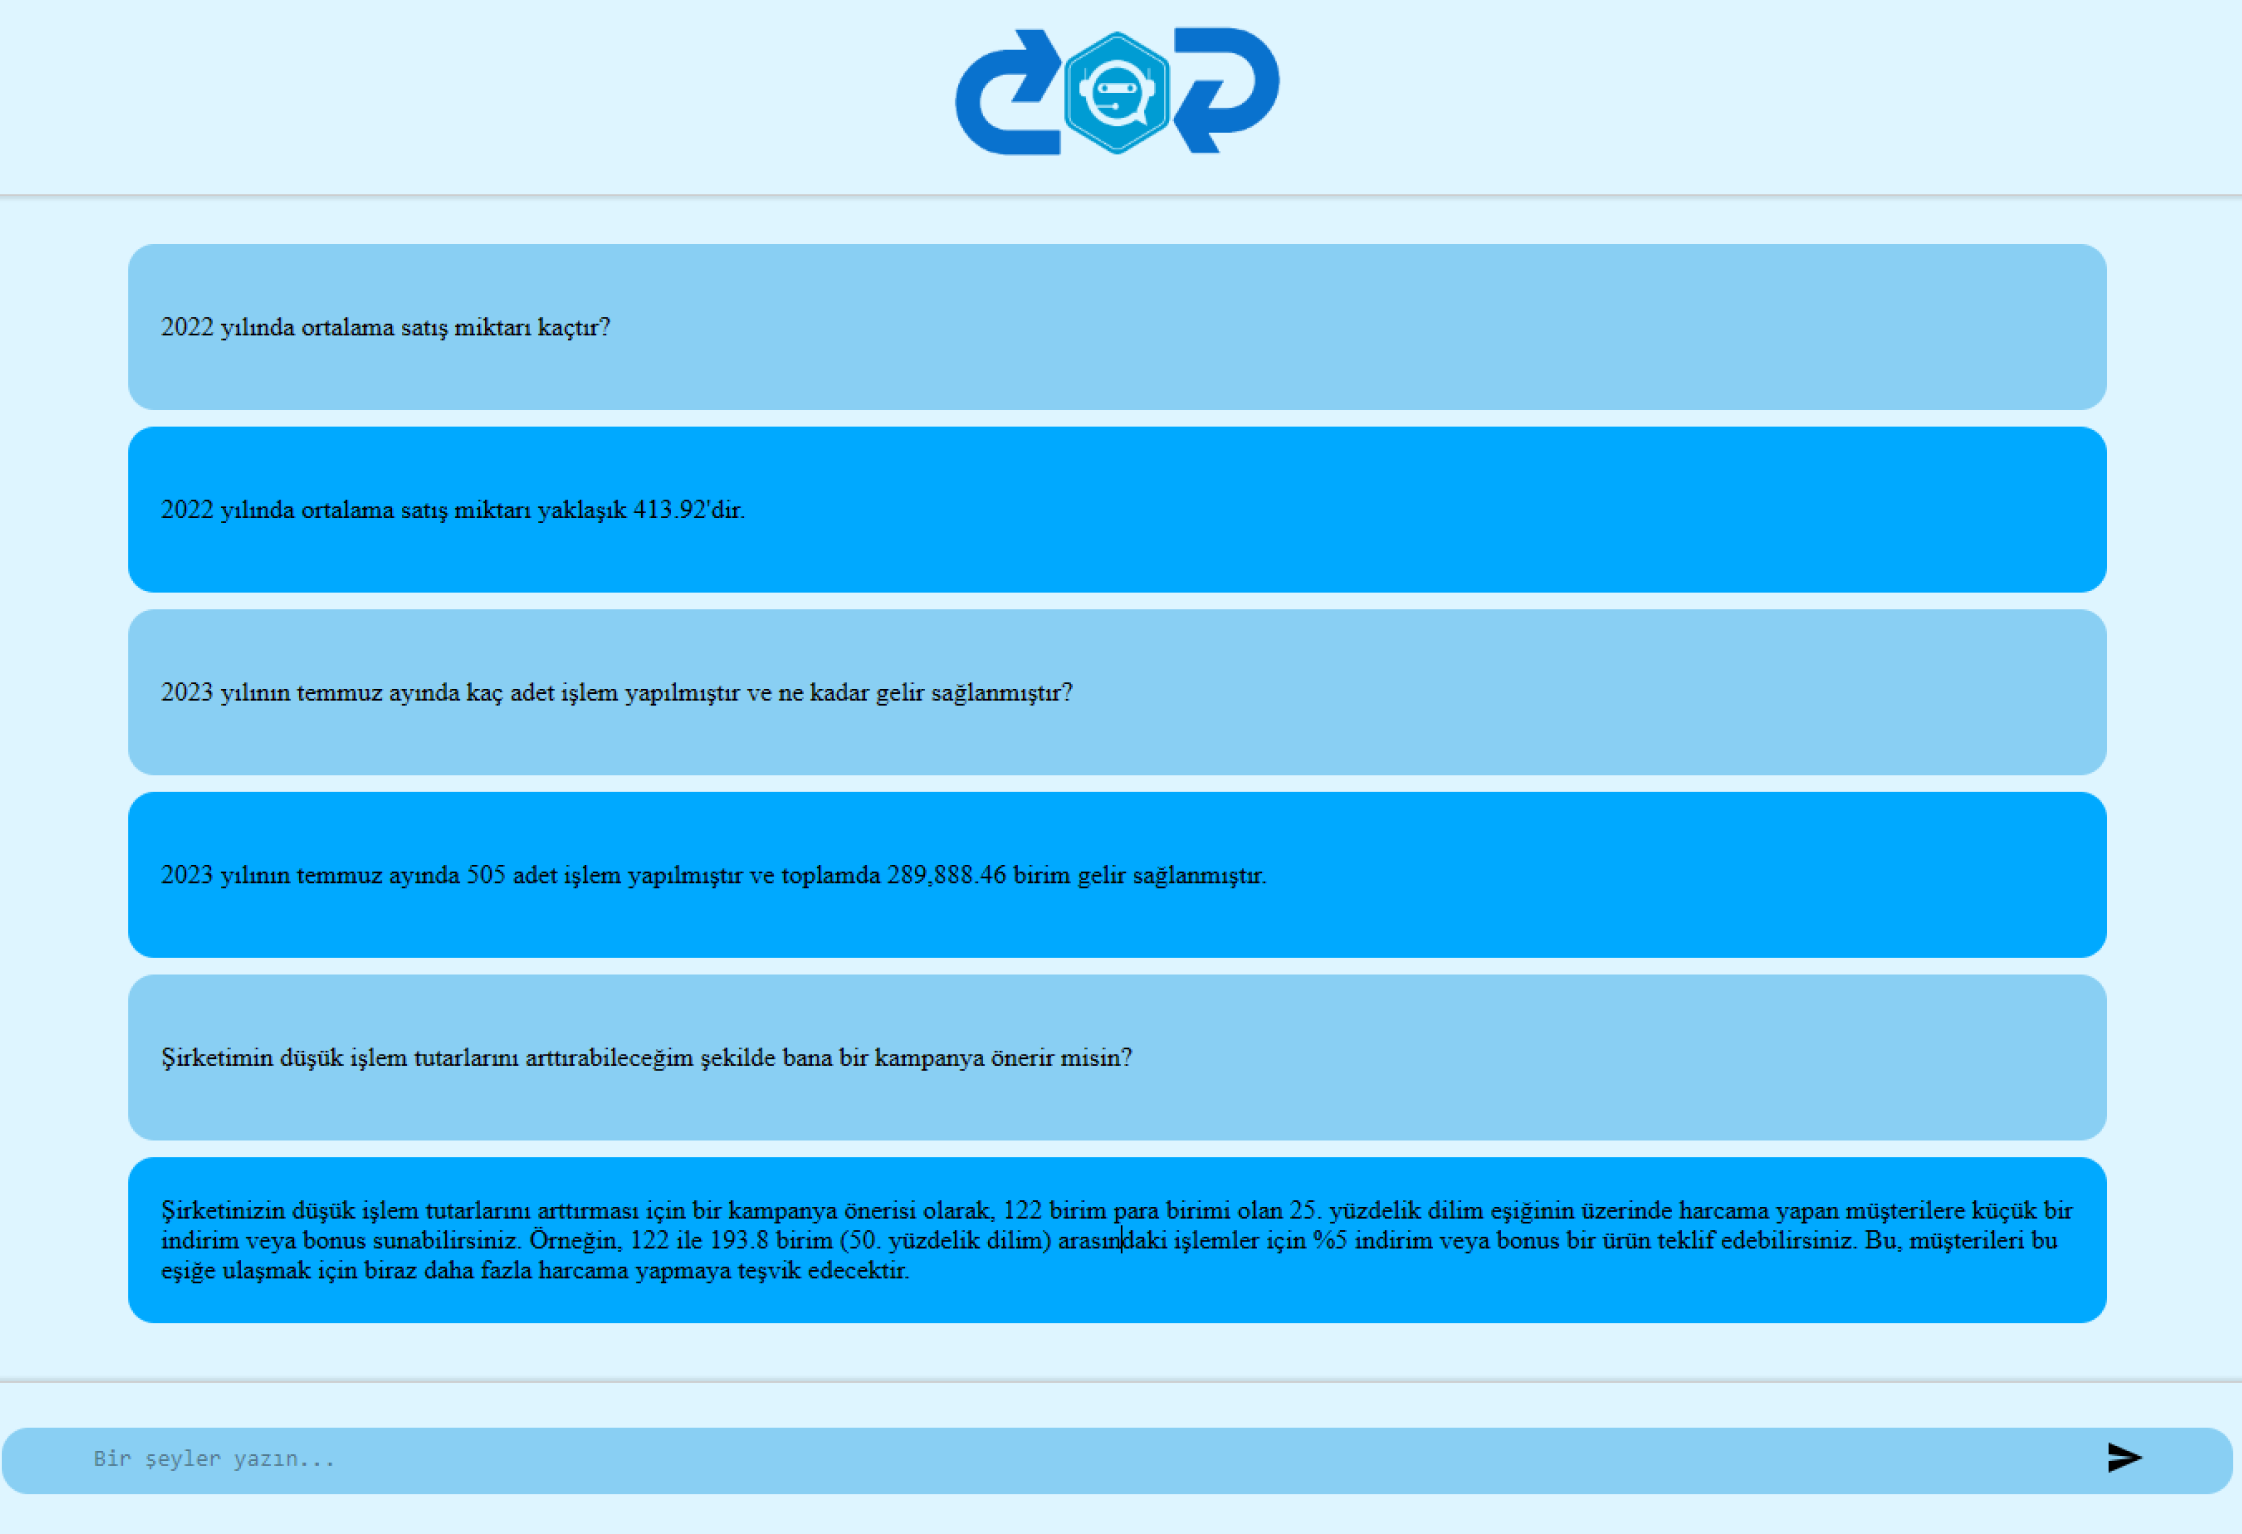 2022 yılında ortalama satış miktarı kaçtır?
2022 yılında ortalama satış miktarı yaklaşık 413.92'dir.
2023 yılının temmuz ayında kaç adet işlem yapılmıştır ve ne kadar gelir sağlanmıştır?
2023 yılının temmuz ayında 505 adet işlem yapılmıştır ve toplamda 289,888.46 birim gelir sağlanmıştır.
Şirketimin düşük işlem tutarlarını arttırabileceğim şekilde bana bir kampanya önerir misin?
Şirketinizin düşük işlem tutarlarını arttırması için bir kampanya önerisi olarak, 122 birim para birimi olan 25. yüzdelik dilim eşiğinin üzerinde harcama yapan müşterilere küçük bir
indirim veya bonus sunabilirsiniz. Örneğin, 122 ile 193.8 birim (50. yüzdelik dilim) arasındaki işlemler için %5 indirim veya bonus bir ürün teklif edebilirsiniz. Bu, müşterileri bu
eşiğe ulaşmak için biraz daha fazla harcama yapmaya teşvik edecektir.
Bir şeyler yazın...